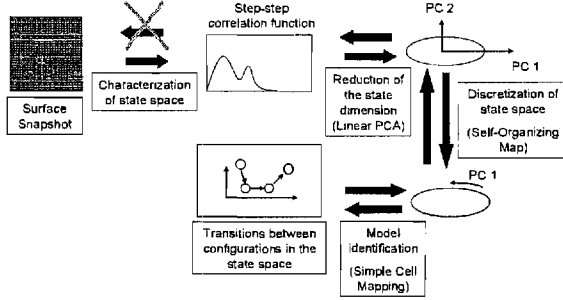 Step-step
correlation function
PC 2
PC 1
Surface
Snapshot
Characterization
of state space
Reduction of
the state
dimension
(Linear PCA)
Discretization of
state space
(Self-Organizing
Map)
PC 1
Transitions between
configurations in the
state space
Model
identification
(Simple Cell
Mapping)